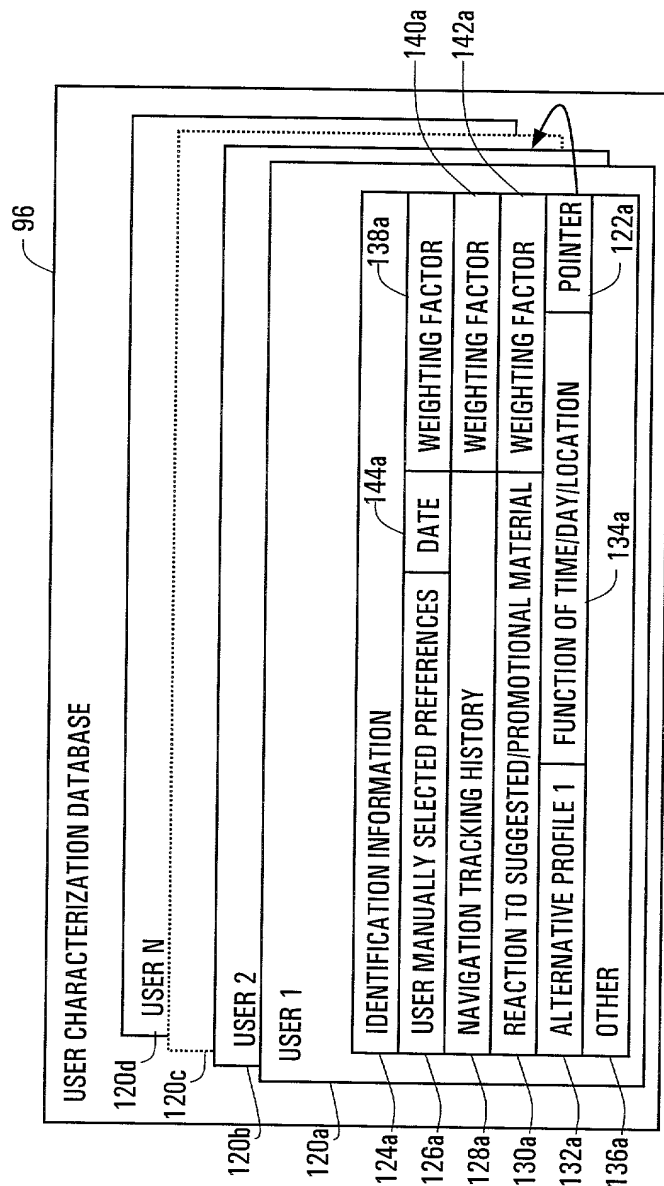 96
USER CHARACTERIZATION DATABASE
120d
USER N
120c
120b
USER 2
120a
USER 1
124a
IDENTIFICATION INFORMATION
144a
138a
126a
USER MANUALLY SELECTED PREFERENCES
DATE
WEIGHTING FACTOR
140a
128a
NAVIGATION TRACKING HISTORY
WEIGHTING FACTOR
142a
130a
REACTION TO SUGGESTED/PROMOTIONAL MATERIAL
WEIGHTING FACTOR
132a
ALTERNATIVE PROFILE 1
FUNCTION OF TIME/DAY/LOCATION
POINTER
136a
OTHER
134a
122a